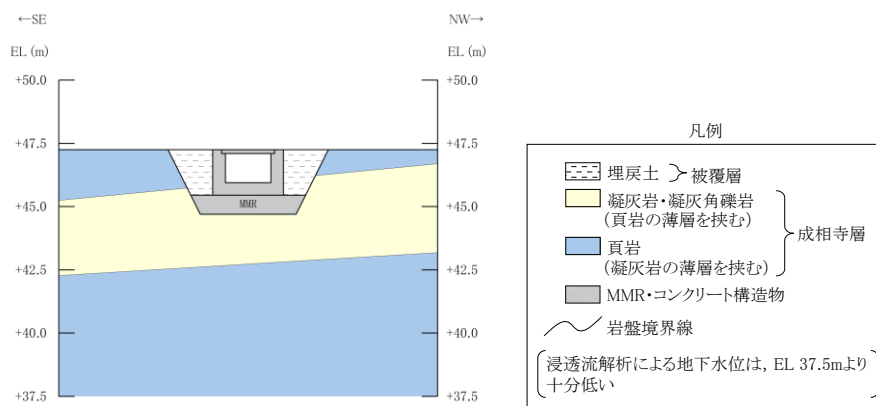 ←SE
NW→
EL (m)
EL (m)
+50.0
+50.0
+47.5
+47.5
+45.0
+45.0
+42.5
+42.5
+40.0
+40.0
+37.5
+37.5
MMR
凡例
埋戻土
被覆層
凝灰岩・凝灰角礫岩
(頁岩の薄層を挟む)
成相寺層
頁岩
(凝灰岩の薄層を挟む)
MMR・コンクリート構造物
岩盤境界線
浸透流解析による地下水位は, EL 37.5mより
十分低い